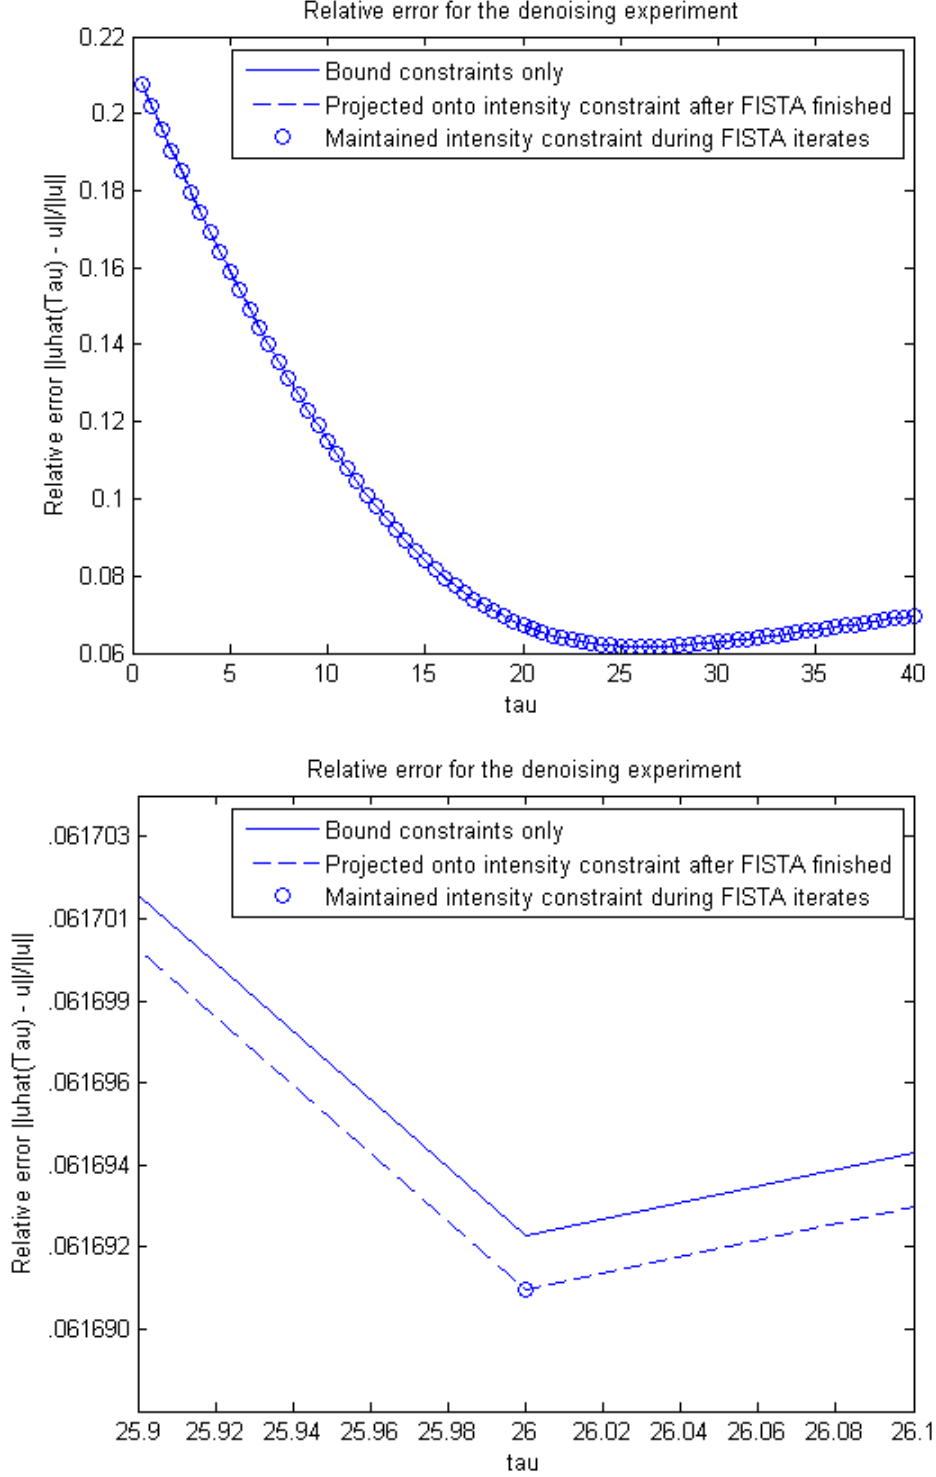 Relative error for the denoising experiment
0.22
0.2
0.18
0.16
0.14
0.12
0.1
0.08
0.06
Relative error ||uhat(Tau) - u||/||u||
Bound constraints only
Projected onto intensity constraint after FISTA finished
Maintained intensity constraint during FISTA iterates
0 5 10 15 20 25 30 35 40
tau
Relative error for the denoising experiment
.061703
.061701
.061699
.061696
.061694
.061692
.061690
Relative error ||uhat(Tau) - u||/||u||
Bound constraints only
Projected onto intensity constraint after FISTA finished
Maintained intensity constraint during FISTA iterates
25.9 25.92 25.94 25.96 25.98 26 26.02 26.04 26.06 26.08 26.1
tau